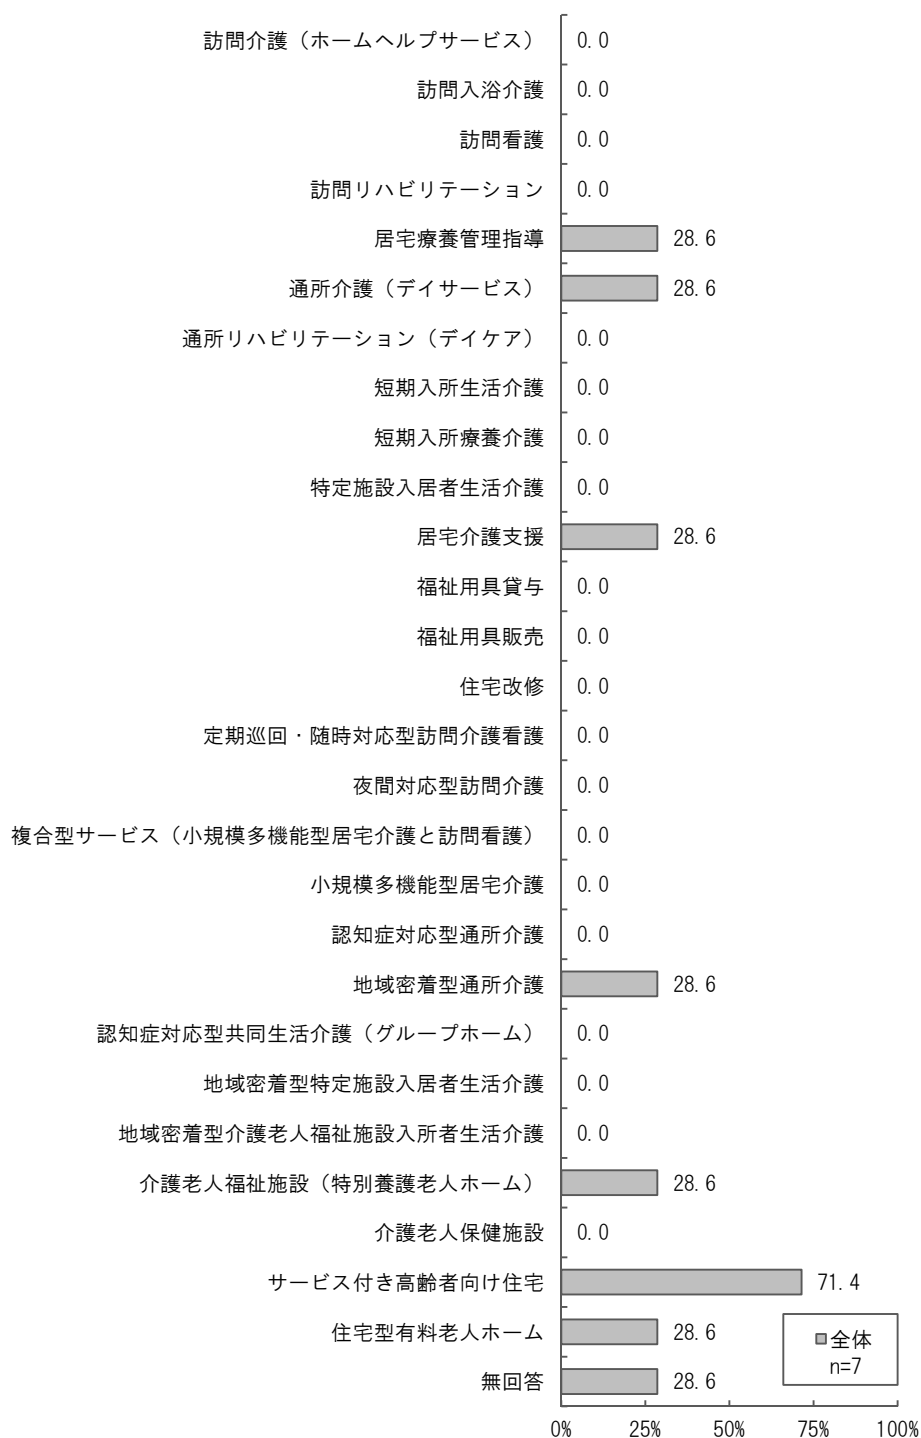 訪問介護（ホームヘルプサービス） 0.0
訪問入浴介護 0.0
訪問看護 0.0
訪問リハビリテーション 0.0
居宅療養管理指導 28.6
通所介護（デイサービス） 28.6
通所リハビリテーション（デイケア） 0.0
短期入所生活介護 0.0
短期入所療養介護 0.0
特定施設入居者生活介護 0.0
居宅介護支援 28.6
福祉用具貸与 0.0
福祉用具販売 0.0
住宅改修 0.0
定期巡回・随時対応型訪問介護看護 0.0
夜間対応型訪問介護 0.0
複合型サービス（小規模多機能型居宅介護と訪問看護） 0.0
小規模多機能型居宅介護 0.0
認知症対応型通所介護 0.0
地域密着型通所介護 28.6
認知症対応型共同生活介護（グループホーム） 0.0
地域密着型特定施設入居者生活介護 0.0
地域密着型介護老人福祉施設入所者生活介護 0.0
介護老人福祉施設（特別養護老人ホーム） 28.6
介護老人保健施設 0.0
サービス付き高齢者向け住宅 71.4
住宅型有料老人ホーム 28.6
無回答 28.6
全体
n=7
0% 25% 50% 75% 100%